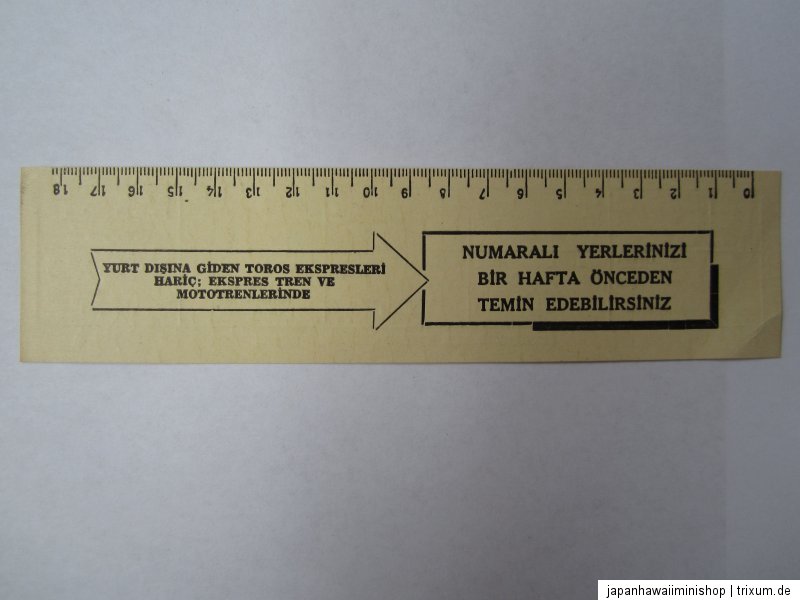 18 17 16 15 14 13 12 11 10 9 8 7 6 5 4 3 2 1 0
YURT DIŞINA GİDEN TOROS EKSPRESLERİ
HARİÇ; EKSPRES TREN VE
MOTOTRENLERİNDE
NUMARALI YERLERİNİZİ
BİR HAFTA ÖNCEDEN
TEMİN EDEBİLİRSİNİZ
japanhawaiiminishop | trixum.de